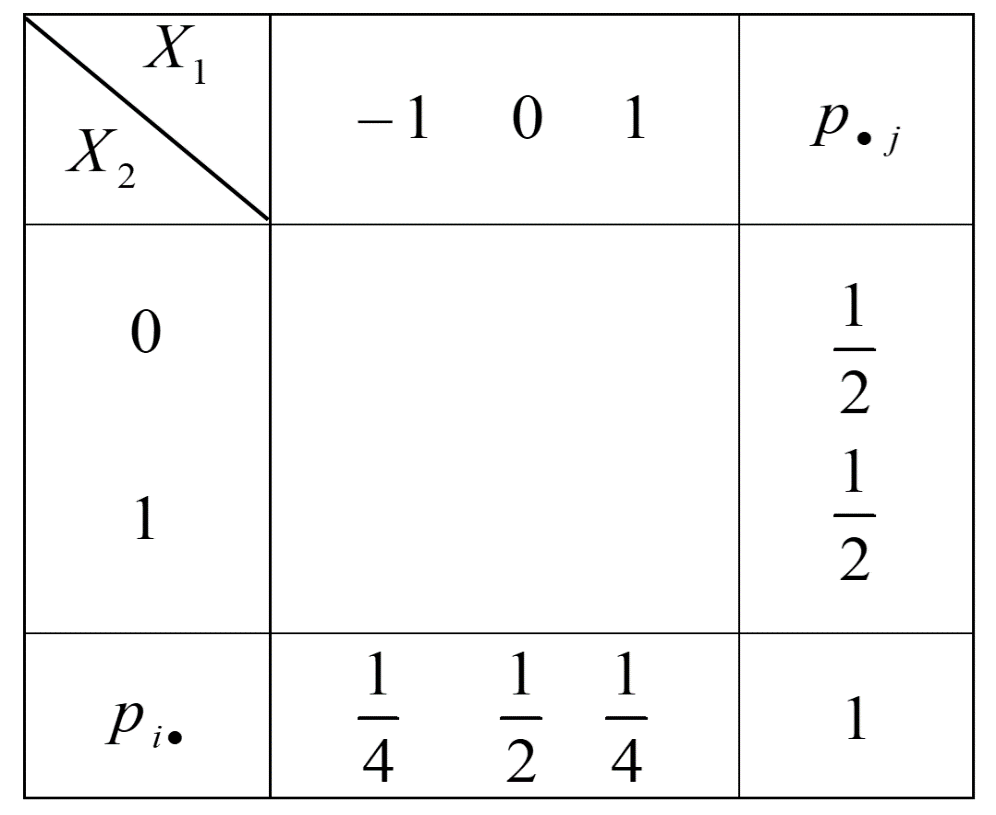 X₁
X₂
−1 0 1 p•j
0 1/2
1 1/2
pi• 1/4 1/2 1/4 1